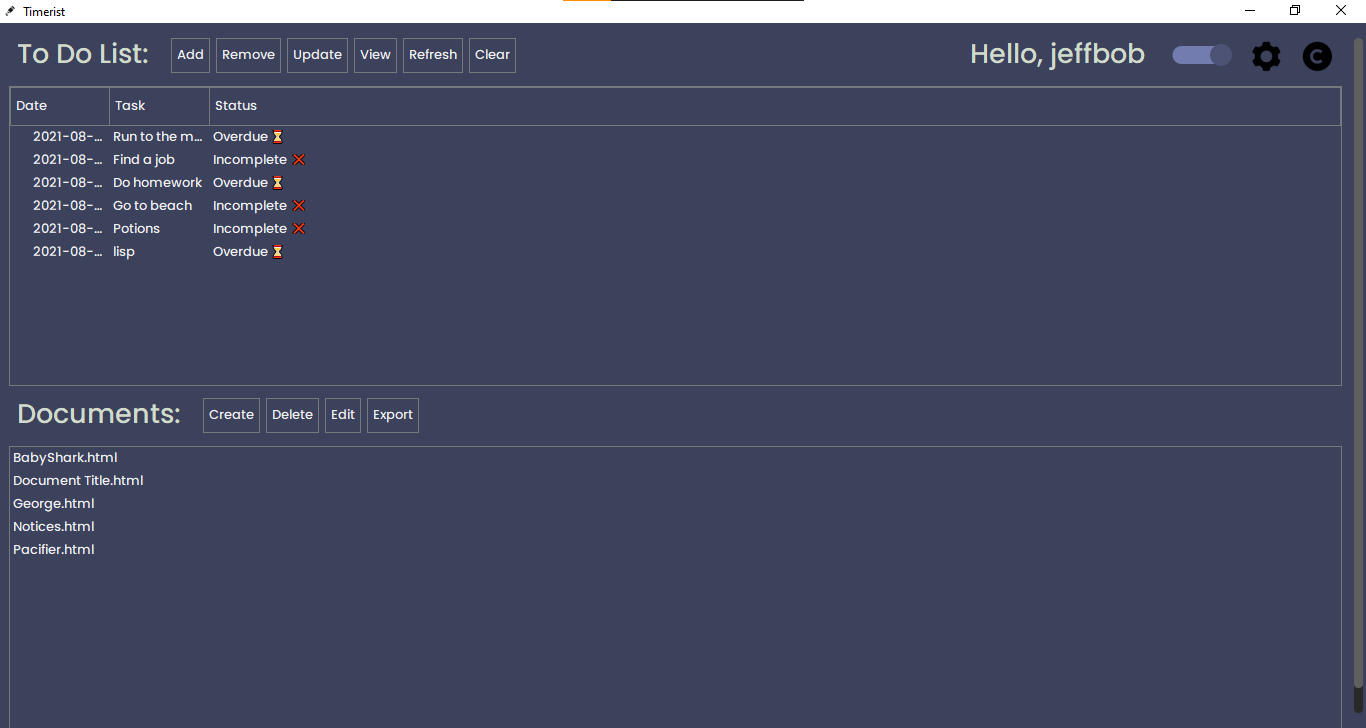 Timerist
To Do List: Add Remove Update View Refresh Clear Hello, jeffbob
Date Task Status
2021-08-... Run to the m... Overdue ⌛
2021-08-... Find a job Incomplete ❌
2021-08-... Do homework Overdue ⌛
2021-08-... Go to beach Incomplete ❌
2021-08-... Potions Incomplete ❌
2021-08-... lisp Overdue ⌛
Documents: Create Delete Edit Export
BabyShark.html
Document Title.html
George.html
Notices.html
Pacifier.html